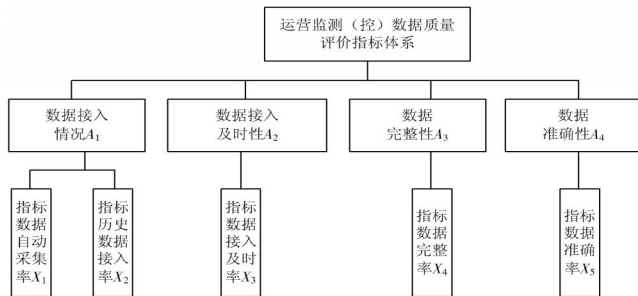 运营监测（控）数据质量
评价指标体系
数据接入
情况A₁
数据接入
及时性A₂
数据
完整性A₃
数据
准确性A₄
指标
数据
自动
采集
率X₁
指标
历史
数据
接入
率X₂
指标
数据
接入
及时
率X₃
指标
数据
完整
率X₄
指标
数据
准确
率X₅